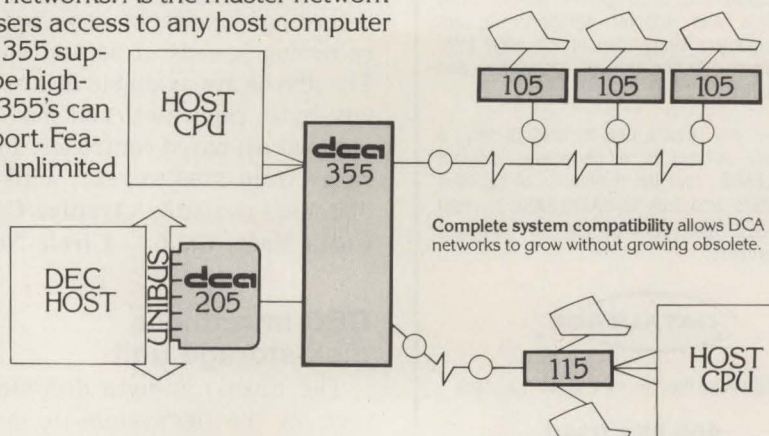 networks. As the master network
sers access to any host computer
355 sup-
be high-
355's can
port. Fea-
unlimited
HOST
CPU
dca
355
105
105
105
Complete system compatibility allows DCA
networks to grow without growing obsolete.
DEC
HOST
UNIBUS
dca
205
115
HOST
CPU